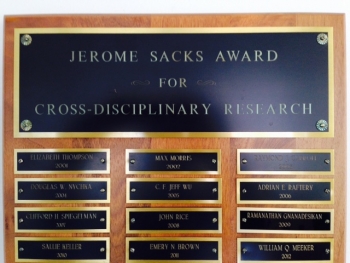 JEROME SACKS AWARD
FOR
CROSS-DISCIPLINARY RESEARCH
ELIZABETH THOMPSON
2001
MAX MORRIS
2002
DOUGLAS W. NYCHKA
2004
C. F. JEFF WU
2005
ADRIAN E. RAFTERY
2006
CLIFFORD H. SPIEGELMAN
2007
JOHN RICE
2008
RAMANATHAN GNANADESIKAN
2009
SALLIE KELLER
2010
EMERY N. BROWN
2011
WILLIAM Q. MEEKER
2012